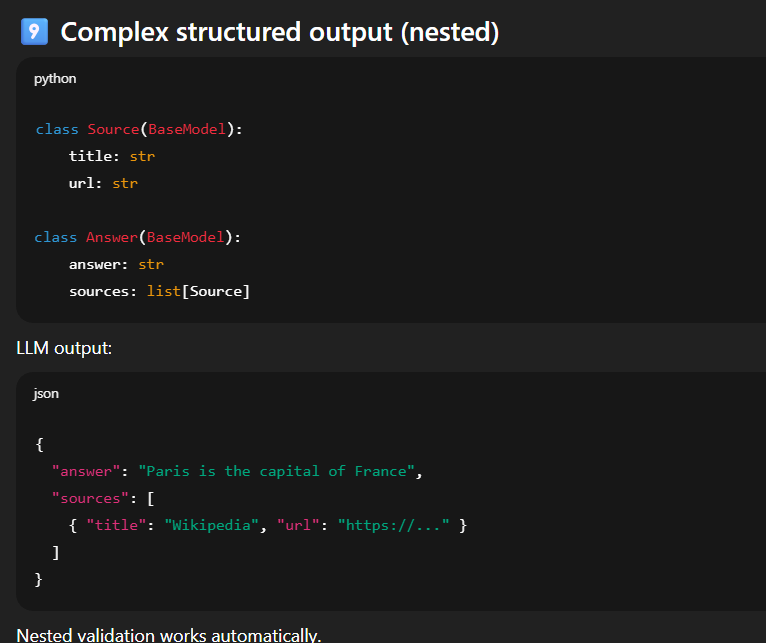 9 Complex structured output (nested)
python
class Source(BaseModel):
    title: str
    url: str
class Answer(BaseModel):
    answer: str
    sources: list[Source]
LLM output:
json
{
  "answer": "Paris is the capital of France",
  "sources": [
    { "title": "Wikipedia", "url": "https://..." }
  ]
}
Nested validation works automatically.